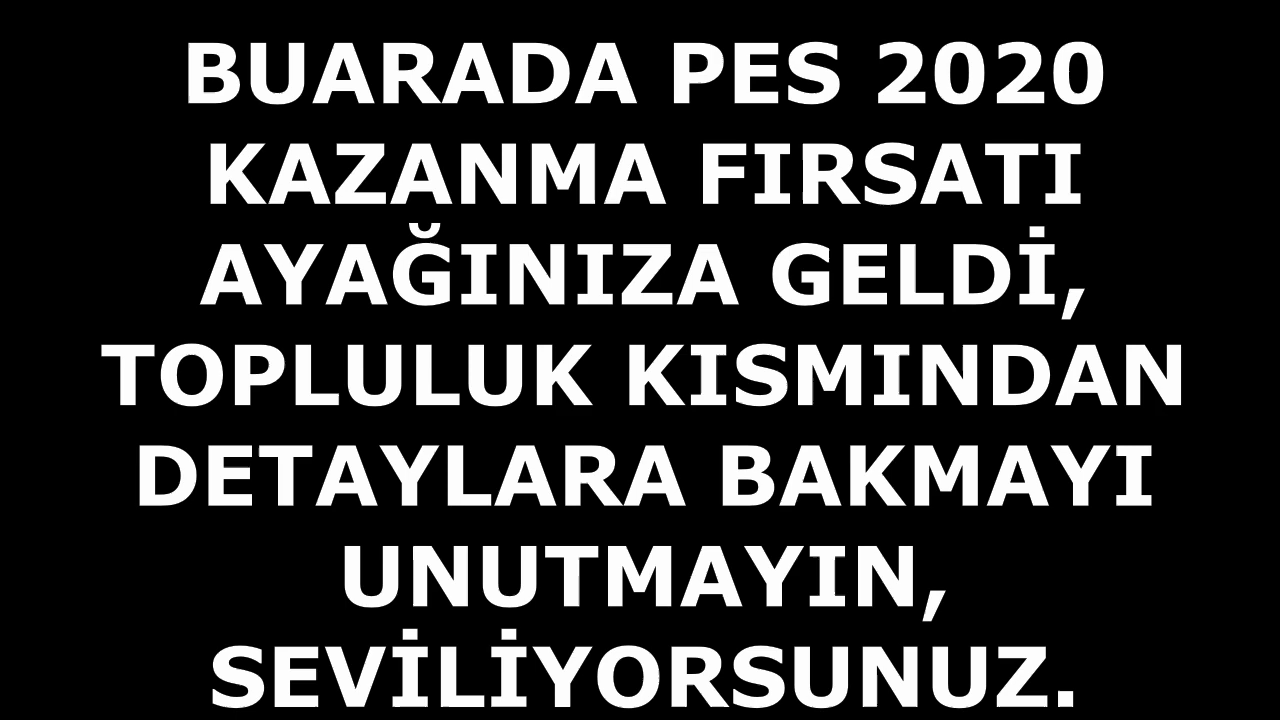 BUARADA PES 2020
KAZANMA FIRSATI
AYAĞINIZA GELDİ,
TOPLULUK KISMINDAN
DETAYLARA BAKMAYI
UNUTMAYIN,
SEVİLİYORSUNUZ.